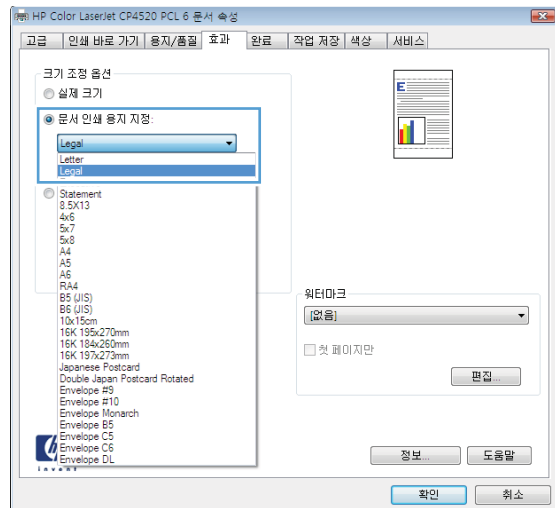 HP Color LaserJet CP4520 PCL 6 문서 속성
고급 인쇄 바로 가기 용지/품질 효과 완료 작업 저장 색상 서비스
크기 조정 옵션
실제 크기
문서 인쇄 용지 지정:
Legal
Letter
Legal
Statement
8.5X13
4x6
5x7
5x8
A4
A5
A6
RA4
B5 (JIS)
B6 (JIS)
10x15cm
16K 195x270mm
16K 184x260mm
16K 197x273mm
Japanese Postcard
Double Japan Postcard Rotated
Envelope #9
Envelope #10
Envelope Monarch
Envelope B5
Envelope C5
Envelope C6
Envelope DL
E
워터마크
[없음]
첫 페이지만
편집...
invent
정보...
도움말
확인
취소